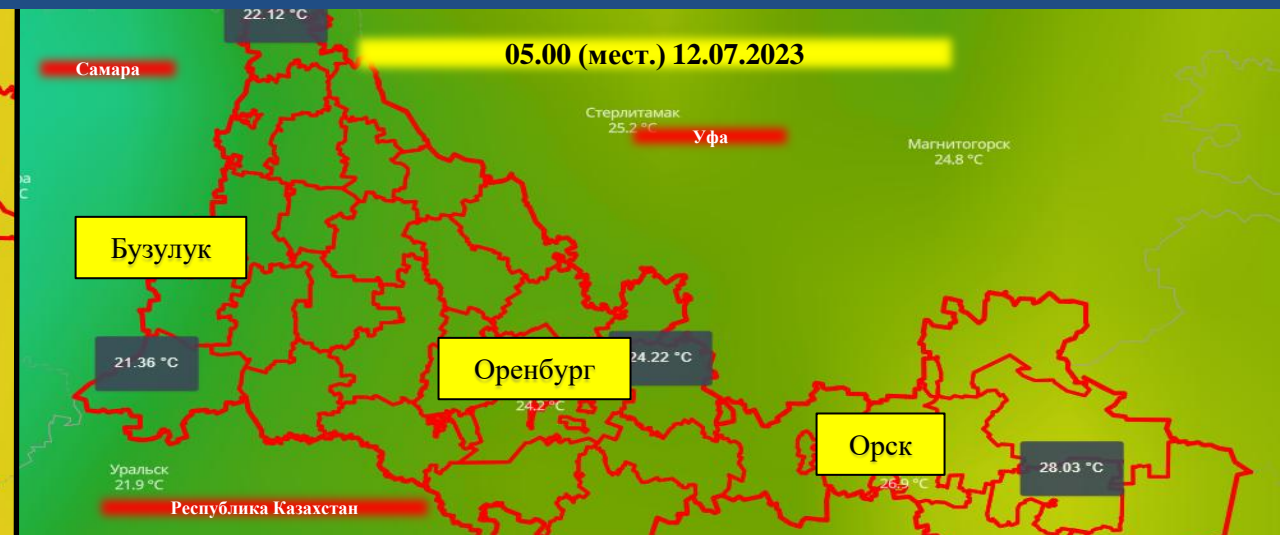 22.12 °C
05.00 (мест.) 12.07.2023
Самара
Стерлитамак
25.2 °C
Уфа
Магнитогорск
24.8 °C
Бузулук
21.36 °C
Оренбург
24.22 °C
24.2 °C
Орск
26.9 °C
28.03 °C
Уральск
21.9 °C
Республика Казахстан